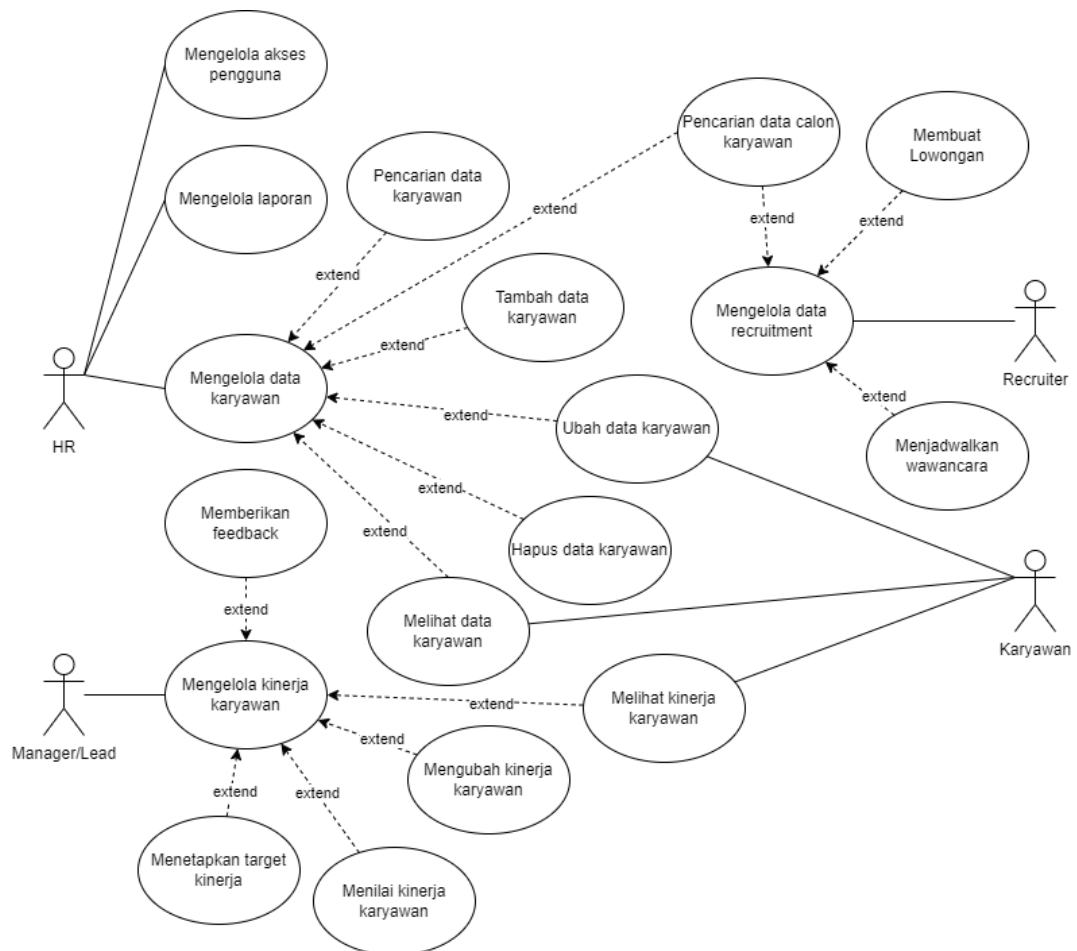 Mengelola akses
pengguna
Pencarian data calon
karyawan
Membuat
Lowongan
Pencarian data
karyawan
Mengelola laporan
extend
extend
extend
extend
Tambah data
karyawan
Mengelola data
recruitment
extend
Recruiter
Mengelola data
karyawan
HR
extend
Ubah data karyawan
extend
Menjadwalkan
wawancara
extend
Memberikan
feedback
extend
Hapus data karyawan
extend
Melihat data
karyawan
Karyawan
Mengelola kinerja
karyawan
Manager/Lead
extend
Melihat kinerja
karyawan
extend
Mengubah kinerja
karyawan
extend
extend
Menetapkan target
kinerja
Menilai kinerja
karyawan